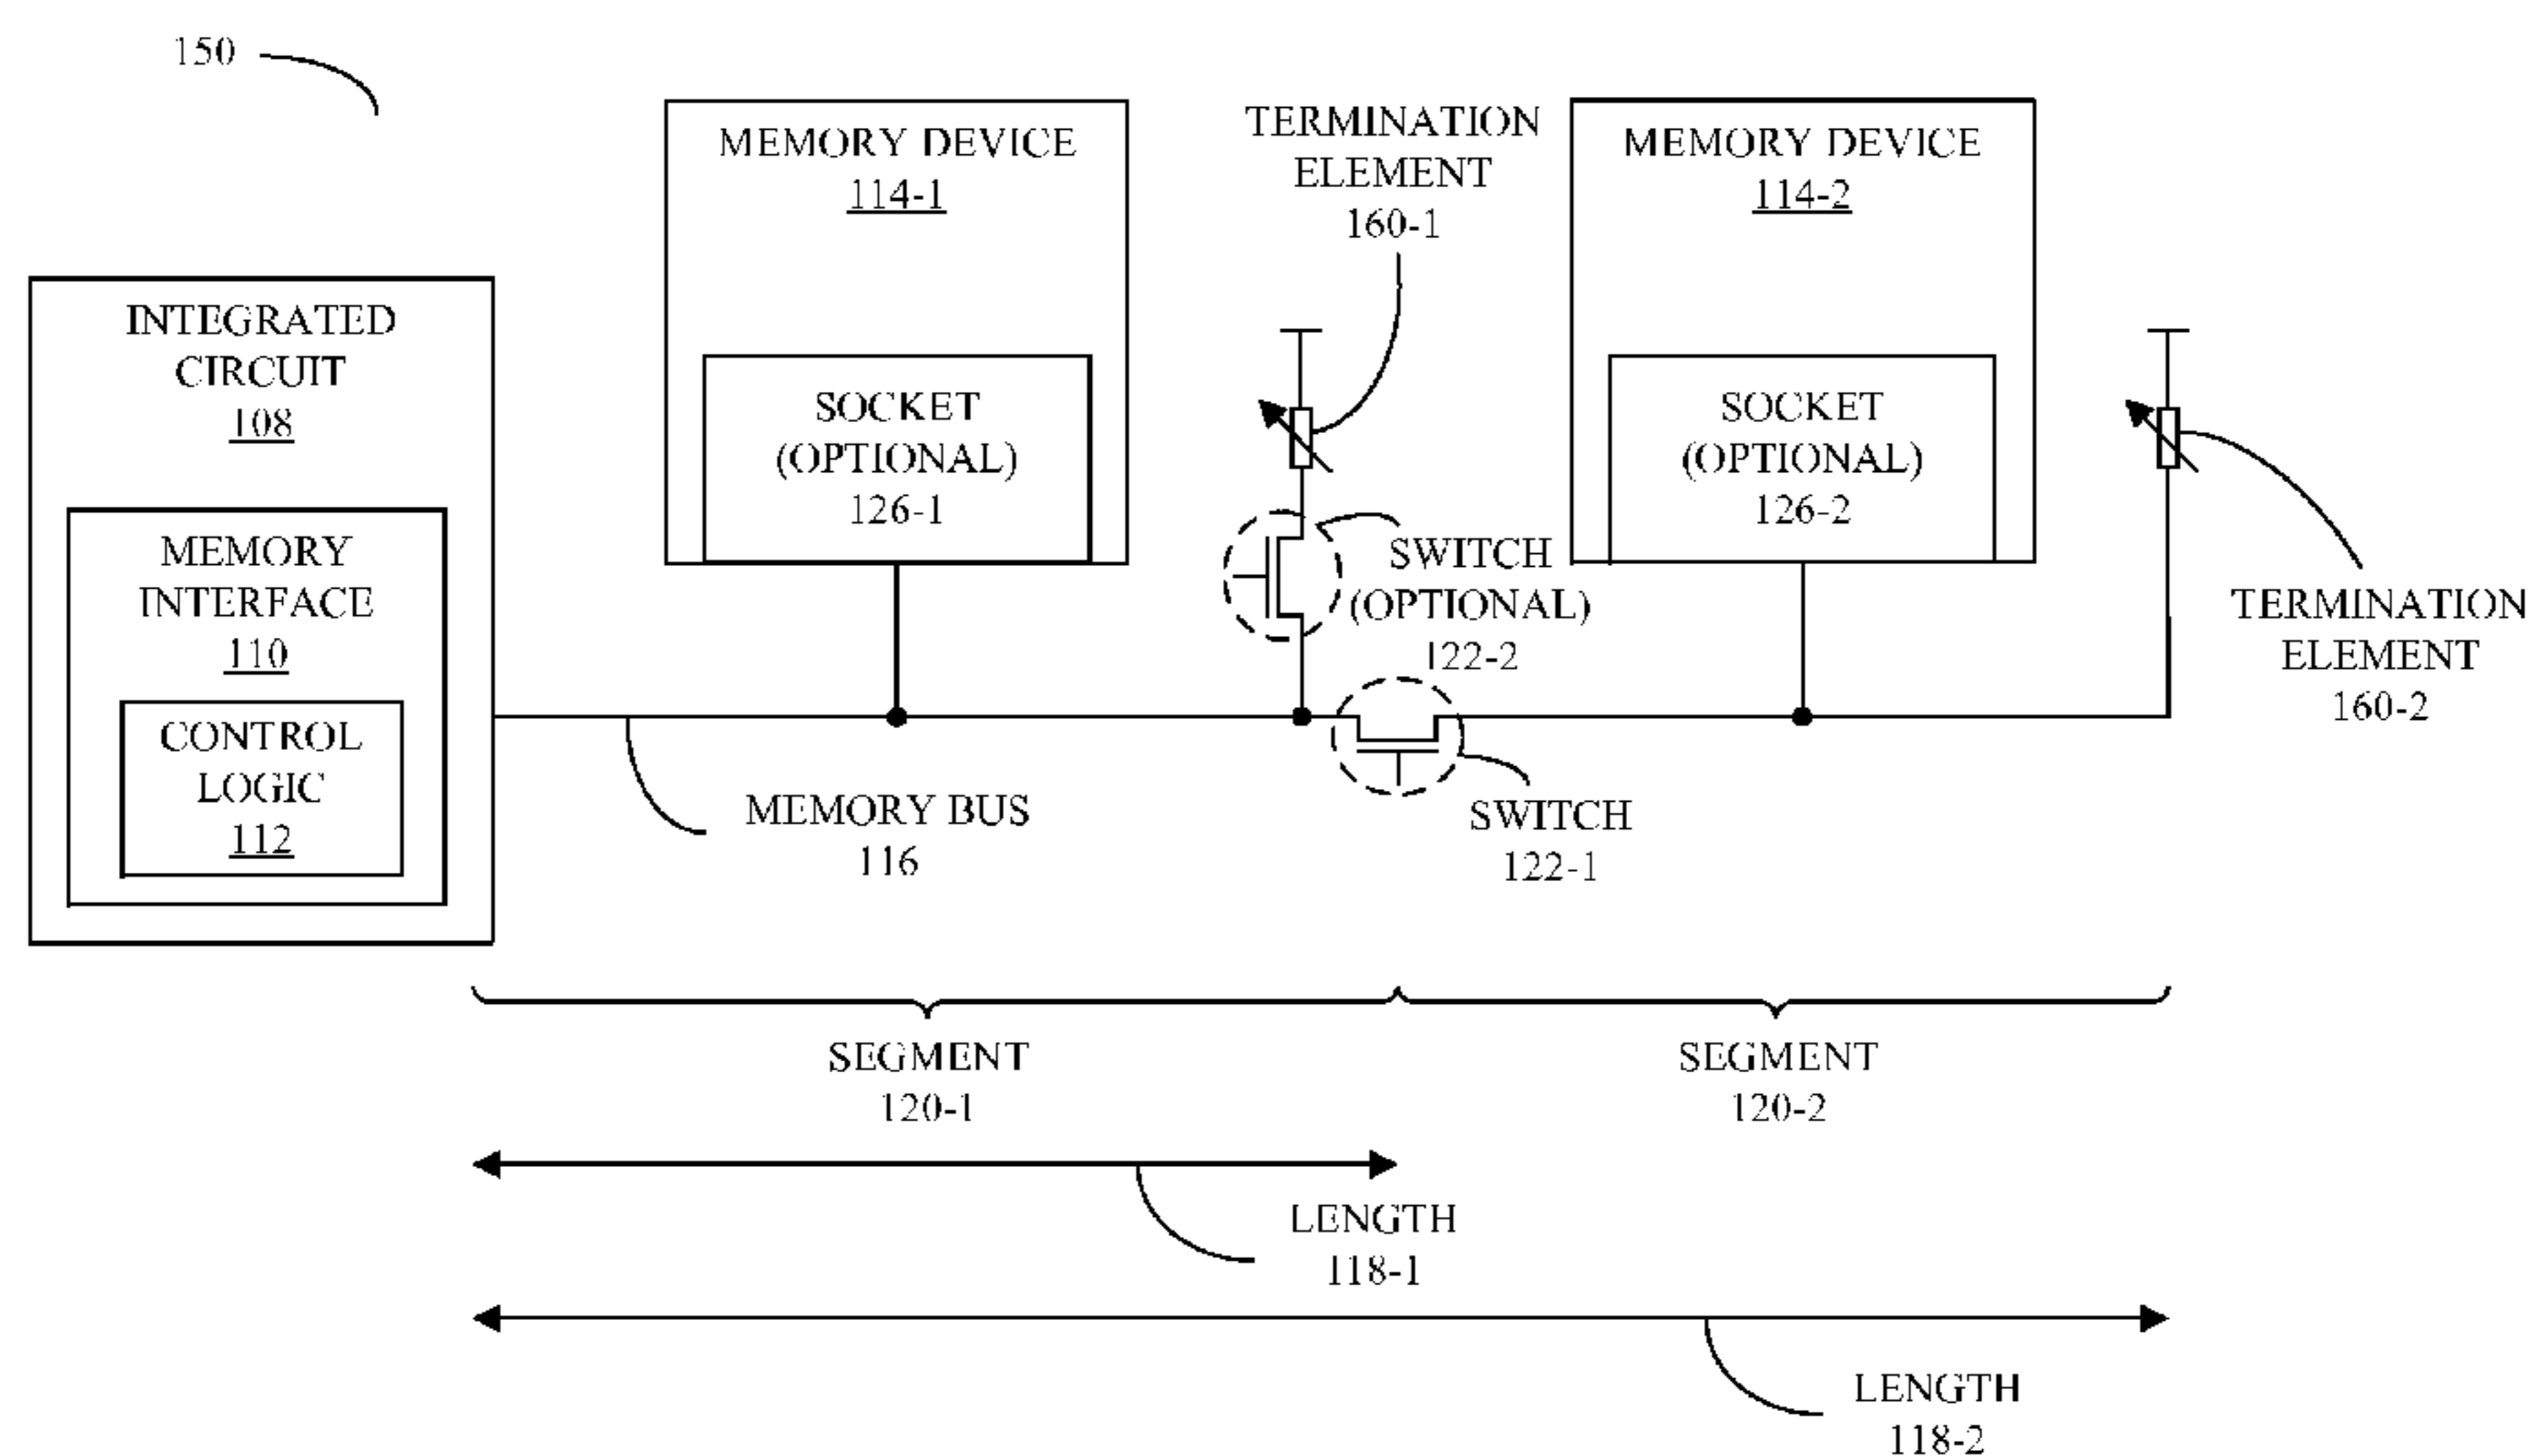 150
MEMORY DEVICE
114-1
SOCKET
(OPTIONAL)
126-1
TERMINATION
ELEMENT
160-1
MEMORY DEVICE
114-2
SOCKET
(OPTIONAL)
126-2
INTEGRATED
CIRCUIT
108
MEMORY
INTERFACE
110
CONTROL
LOGIC
112
SWITCH
(OPTIONAL)
122-2
TERMINATION
ELEMENT
160-2
MEMORY BUS
116
SWITCH
122-1
SEGMENT
120-1
SEGMENT
120-2
LENGTH
118-1
LENGTH
118-2